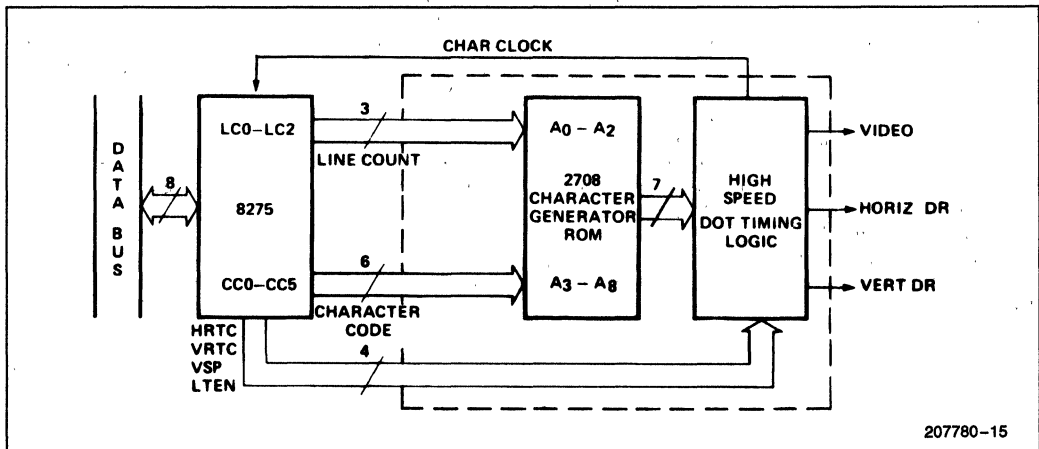 CHAR CLOCK
DATA BUS
8
LC0–LC2
8275
CC0–CC5
3
LINE COUNT
6
CHARACTER
CODE
HRTC
VRTC
VSP
LTEN
4
A0 – A2
2708
CHARACTER
GENERATOR
ROM
A3 – A8
7
HIGH
SPEED
DOT TIMING
LOGIC
VIDEO
HORIZ DR
VERT DR
207780–15